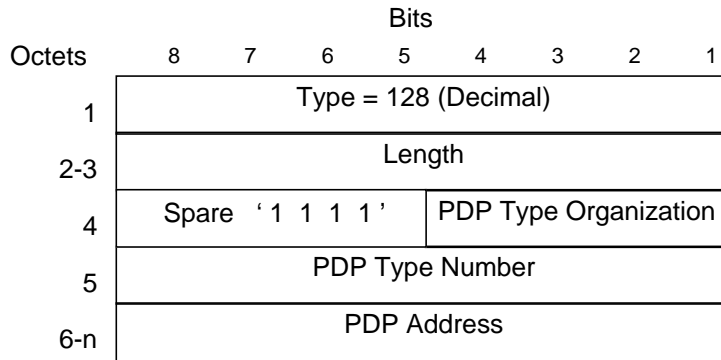 Bits
Octets 8 7 6 5 4 3 2 1
1 Type = 128 (Decimal)
2-3 Length
4 Spare ‘ 1 1 1 1 ’ PDP Type Organization
5 PDP Type Number
6-n PDP Address